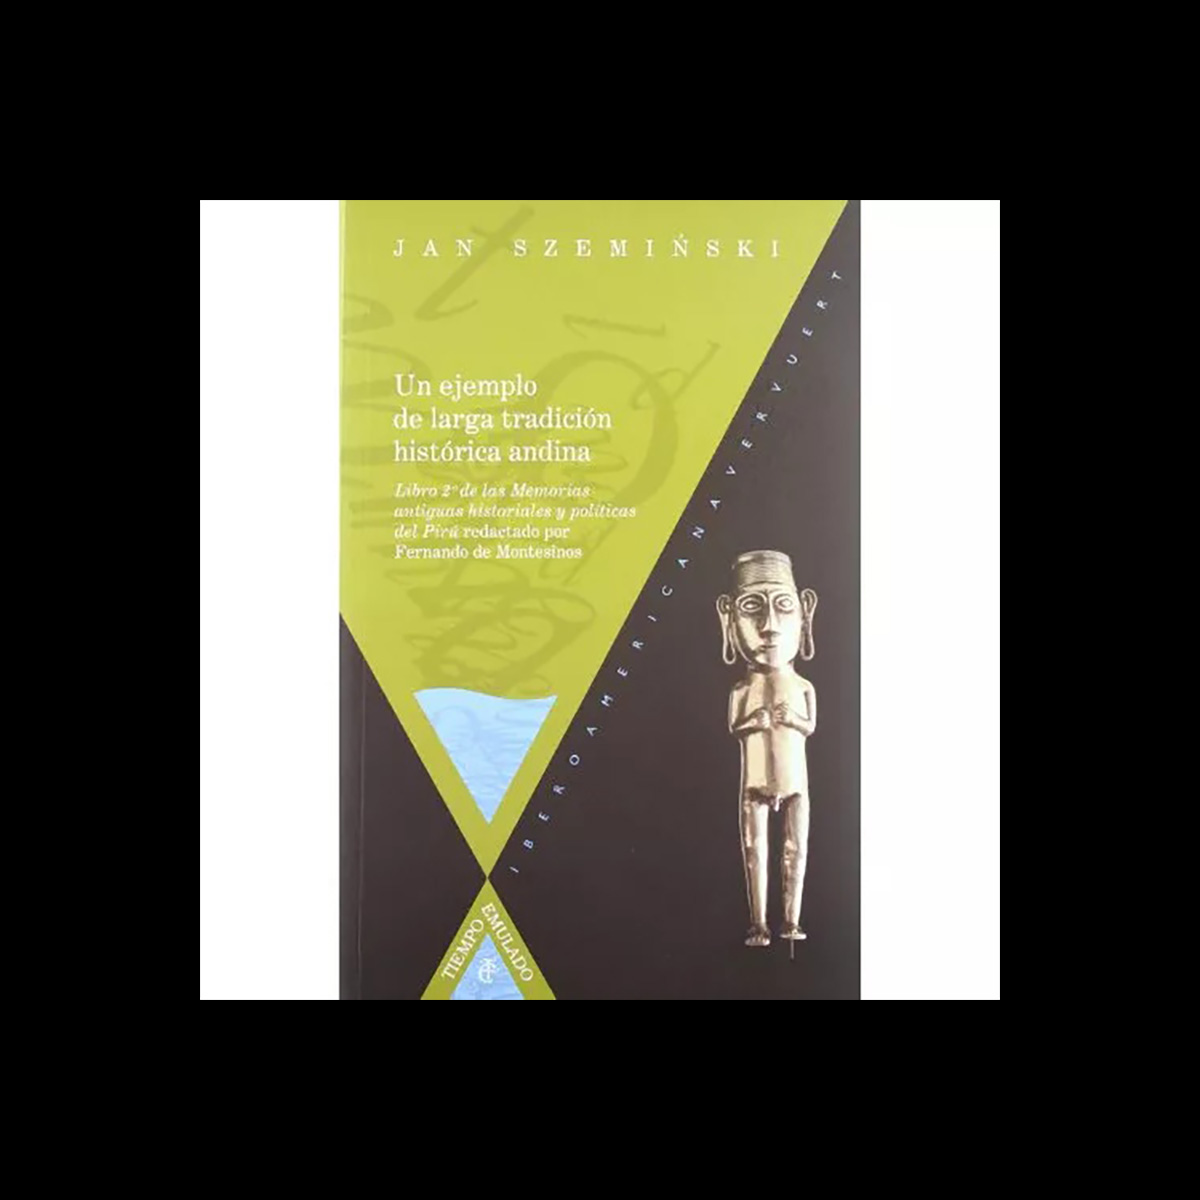 JAN SZEMIŃSKI
Un ejemplo
de larga tradición
histórica andina
Libro 2º de las Memorias
antiguas historiales y políticas
del Pirú redactado por
Fernando de Montesinos
IBEROAMERICANA VERVUERT
TIEMPO
EMULADO